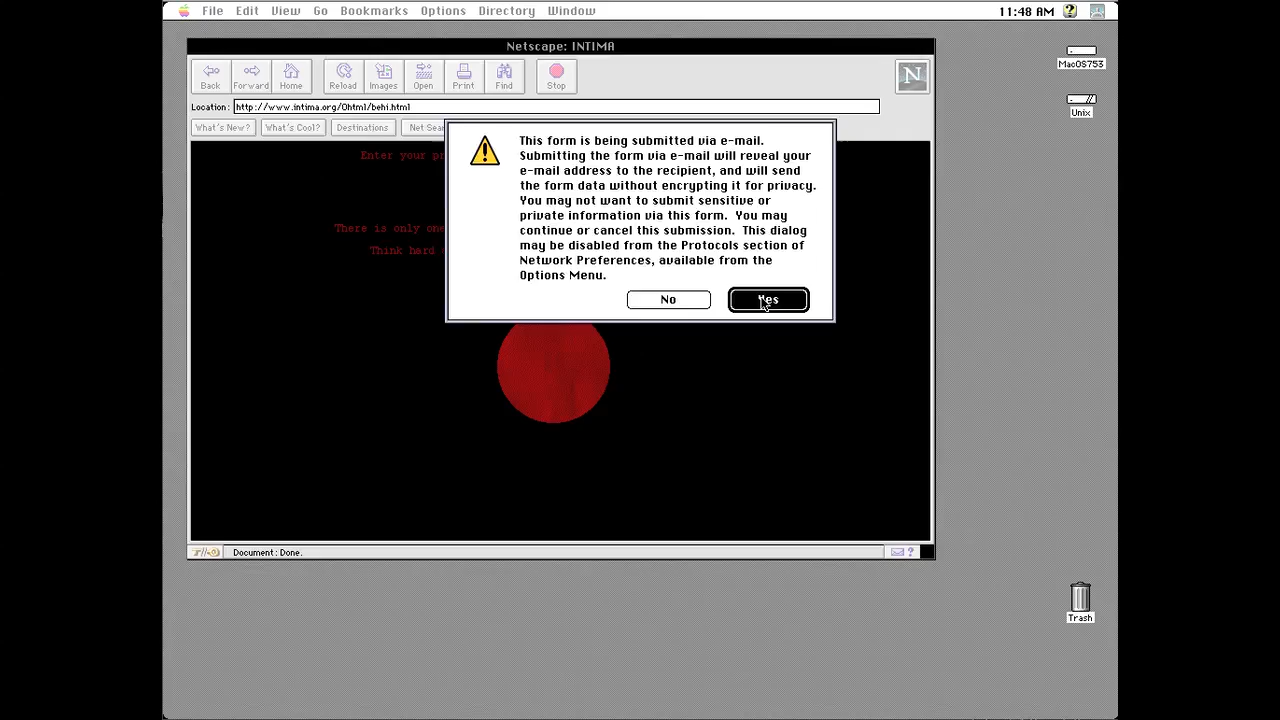 File Edit View Go Bookmarks Options Directory Window 11:48 AM
Netscape: INTIMA
Back Forward Home Reload Images Open Print Find Stop
N
MacOS753
Location: http://www.intima.org/0html/behi.html
Unix
What's New? What's Cool? Destinations Net
This form is being submitted via e-mail.
Submitting the form via e-mail will reveal your
e-mail address to the recipient, and will send
the form data without encrypting it for privacy.
You may not want to submit sensitive or
private information via this form. You may
continue or cancel this submission. This dialog
may be disabled from the Protocols section of
Network Preferences, available from the
Options Menu.
No Yes
Enter your
There is only
Think hard
Document: Done.
Trash